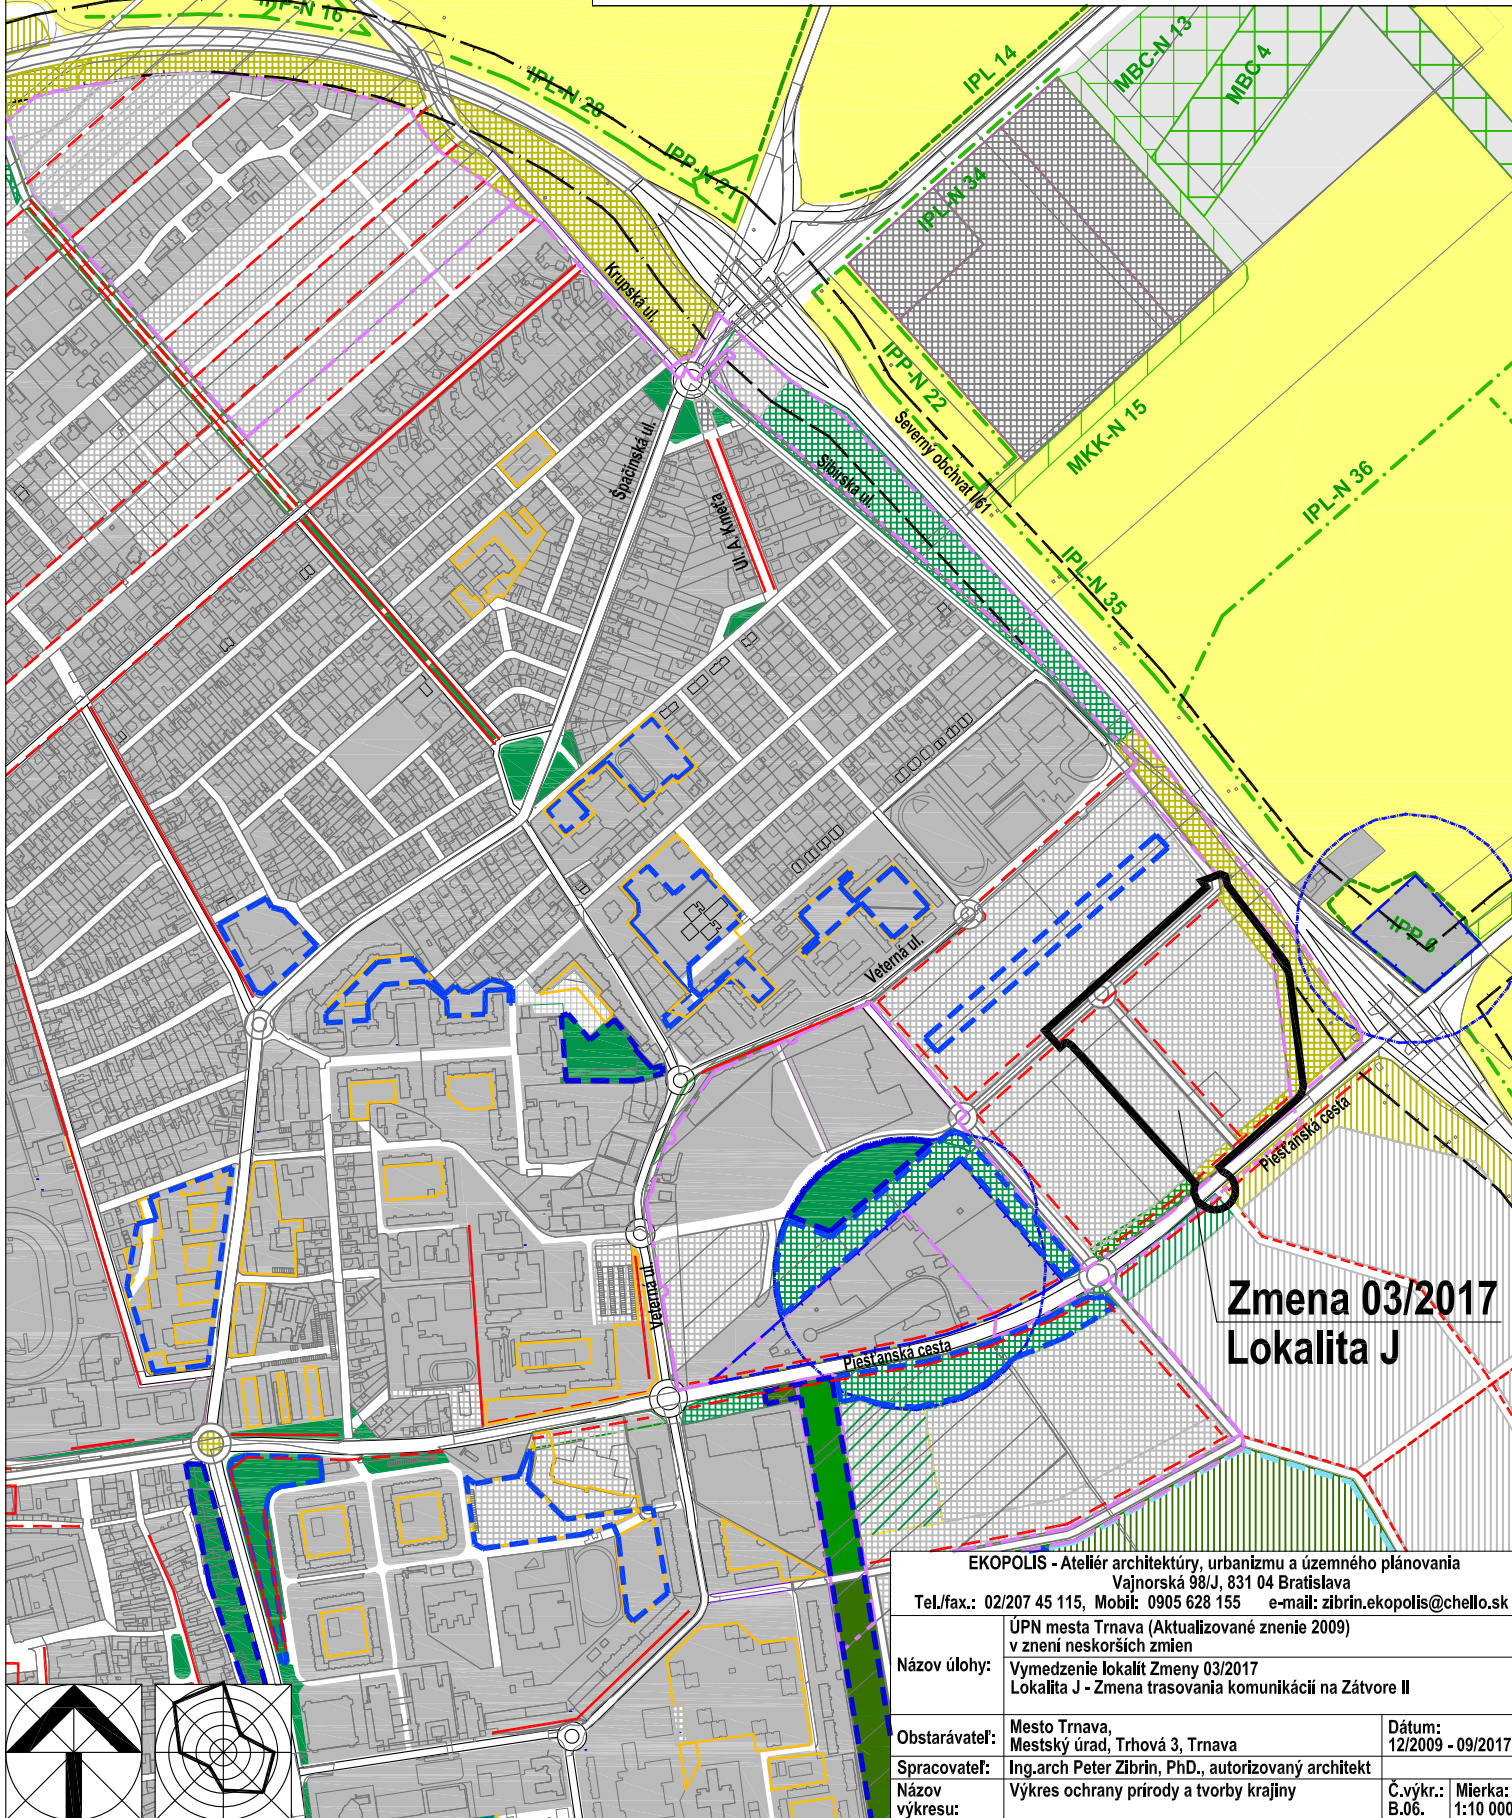 IPP-N 16
IPL-N 28
IPP-N 21
IPL 14
MBC-N 13
MBC 4
IPL-N 34
Krupská ul.
IPP-N 22
Severný obchvat I/61
MKK-N 15
IPL-N 36
Špačinská ul.
Ul. A. Kmeťa
Sibírska ul.
IPL-N 35
IPP 6
Veterná ul.
Piešťanská cesta
Veterná ul.
Piešťanská cesta
Zmena 03/2017
Lokalita J
EKOPOLIS - Ateliér architektúry, urbanizmu a územného plánovania
Vajnorská 98/J, 831 04 Bratislava
Tel./fax.: 02/207 45 115, Mobil: 0905 628 155 e-mail: zibrin.ekopolis@chello.sk
Názov úlohy:
ÚPN mesta Trnava (Aktualizované znenie 2009)
v znení neskorších zmien
Vymedzenie lokalít Zmeny 03/2017
Lokalita J - Zmena trasovania komunikácií na Zátvore II
Obstarávateľ:
Mesto Trnava,
Mestský úrad, Trhová 3, Trnava
Dátum:
12/2009 - 09/2017
Spracovateľ:
Ing.arch Peter Zibrin, PhD., autorizovaný architekt
Názov
výkresu:
Výkres ochrany prírody a tvorby krajiny
Č.výkr.:
B.06.
Mierka:
1:10 000